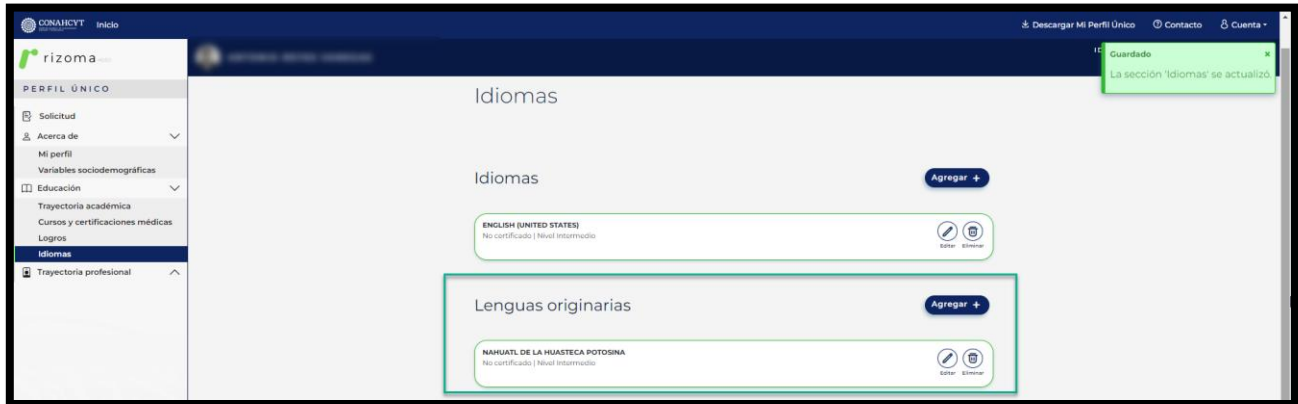 CONAHCYT Inicio
Descargar Mi Perfil Único Contacto Cuenta
rizoma
Guardado ×
La sección 'Idiomas' se actualizó.
PERFIL ÚNICO
Solicitud
Acerca de
Mi perfil
Variables sociodemográficas
Educación
Trayectoria académica
Cursos y certificaciones médicas
Logros
Idiomas
Trayectoria profesional
Idiomas
Idiomas
Agregar +
ENGLISH (UNITED STATES)
No certificado | Nivel Intermedio
Editar Eliminar
Lenguas originarias
Agregar +
NAHUATL DE LA HUASTECA POTOSINA
No certificado | Nivel Intermedio
Editar Eliminar